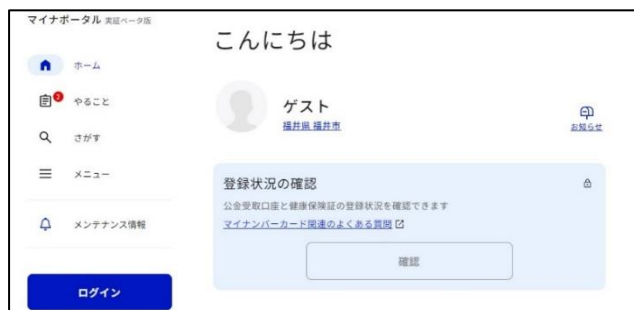 マイナポータル 実証ベータ版
ホーム
2
やること
さがす
メニュー
メンテナンス情報
ログイン
こんにちは
ゲスト
福井県 福井市
お知らせ
登録状況の確認
公金受取口座と健康保険証の登録状況を確認できます
マイナンバーカード関連のよくある質問
確認